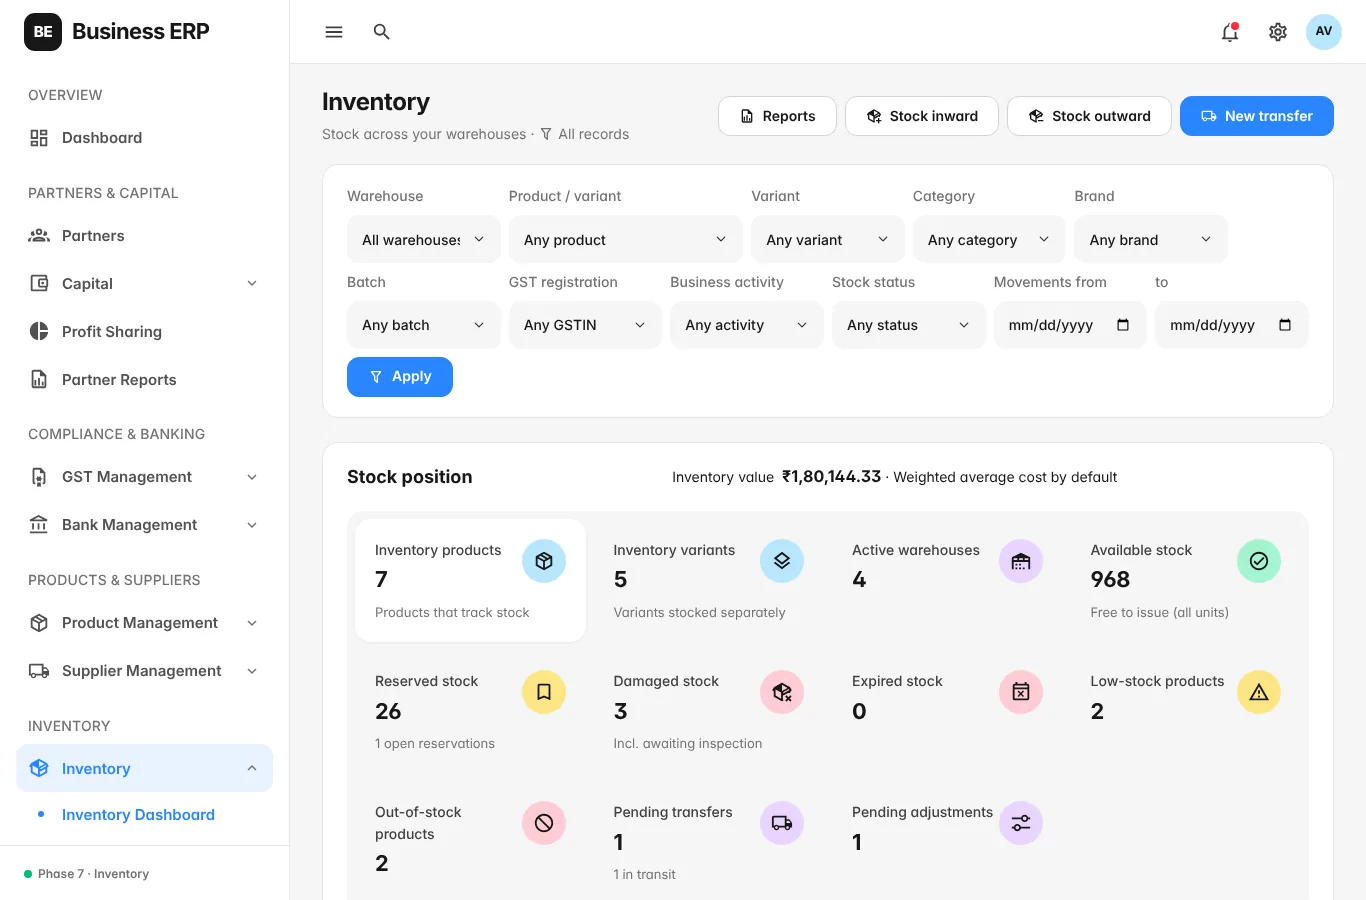 BE Business ERP
OVERVIEW
Dashboard
PARTNERS & CAPITAL
Partners
Capital
Profit Sharing
Partner Reports
COMPLIANCE & BANKING
GST Management
Bank Management
PRODUCTS & SUPPLIERS
Product Management
Supplier Management
INVENTORY
Inventory
Inventory Dashboard
Phase 7 · Inventory
AV
Inventory
Stock across your warehouses · All records
Reports Stock inward Stock outward New transfer
Warehouse Product / variant Variant Category Brand
All warehouses Any product Any variant Any category Any brand
Batch GST registration Business activity Stock status Movements from to
Any batch Any GSTIN Any activity Any status mm/dd/yyyy mm/dd/yyyy
Apply
Stock position Inventory value ₹1,80,144.33 · Weighted average cost by default
Inventory products
7
Products that track stock
Inventory variants
5
Variants stocked separately
Active warehouses
4
Available stock
968
Free to issue (all units)
Reserved stock
26
1 open reservations
Damaged stock
3
Incl. awaiting inspection
Expired stock
0
Low-stock products
2
Out-of-stock
products
2
Pending transfers
1
1 in transit
Pending adjustments
1